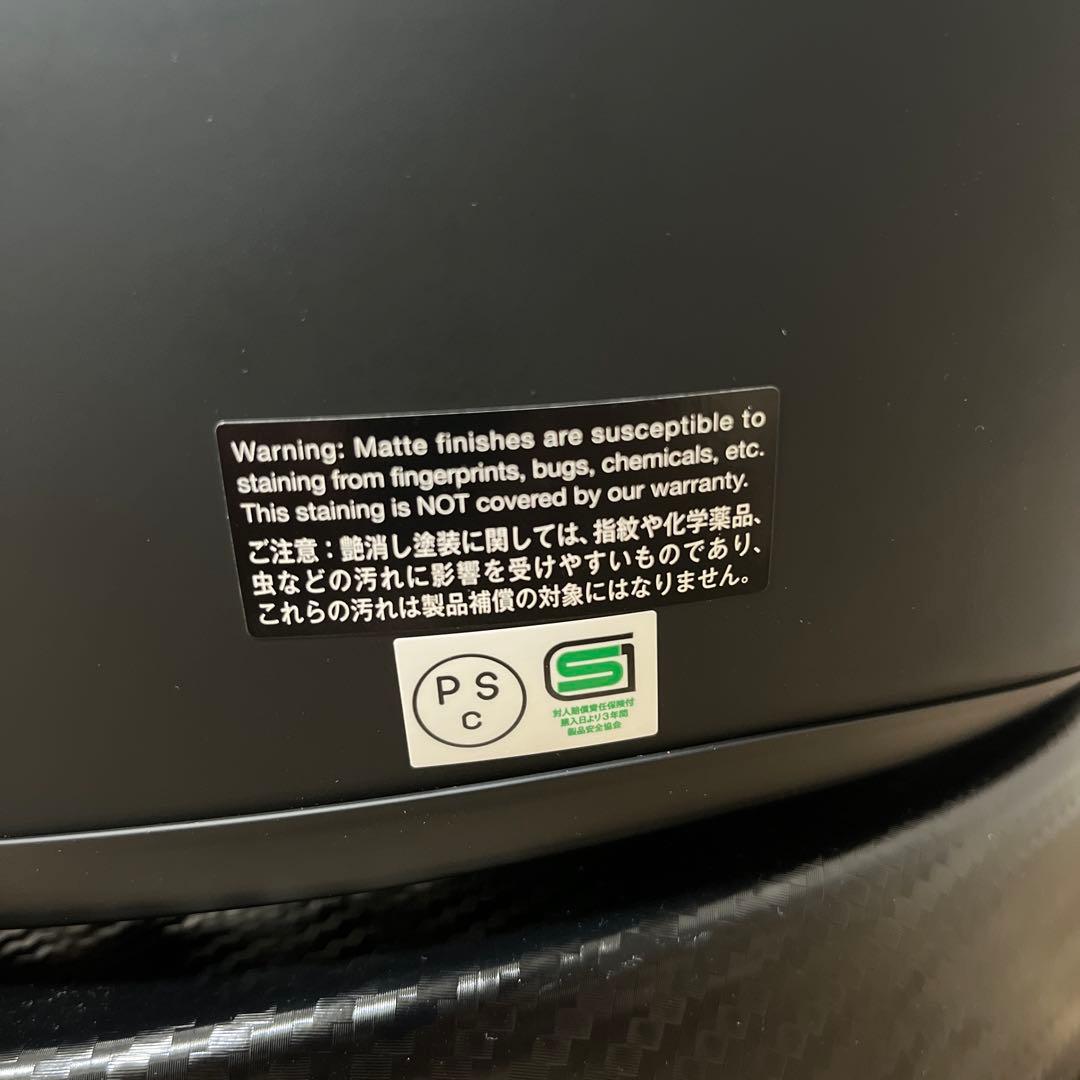 Warning: Matte finishes are susceptible to
staining from fingerprints, bugs, chemicals, etc.
This staining is NOT covered by our warranty.
ご注意：艶消し塗装に関しては、指紋や化学薬品、
虫などの汚れに影響を受けやすいものであり、
これらの汚れは製品補償の対象にはなりません。
PS
C
SG
対人賠償責任保険付
購入日より3年間
製品安全協会